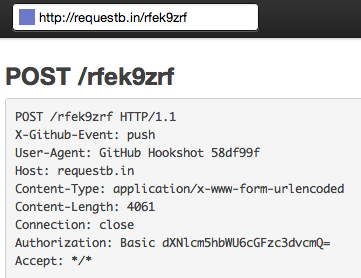 http://requestb.in/rfek9zrf
POST /rfek9zrf
POST /rfek9zrf HTTP/1.1
X-Github-Event: push
User-Agent: GitHub Hookshot 58df99f
Host: requestb.in
Content-Type: application/x-www-form-urlencoded
Content-Length: 4061
Connection: close
Authorization: Basic dXNlcm5hbWU6cGFzc3dvcmQ=
Accept: */*